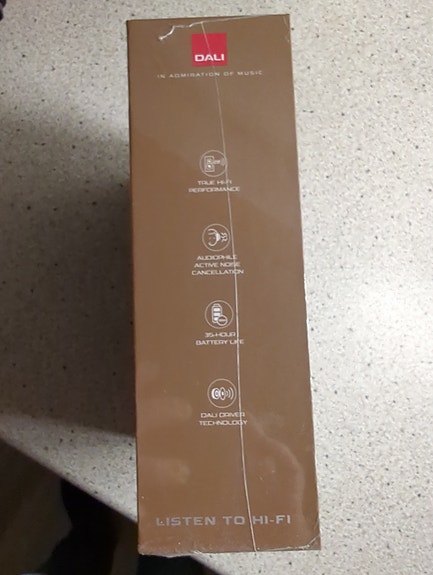 DALI
IN ADMIRATION OF MUSIC
TRUE HI-FI
PERFORMANCE
AUDIOPHILE
ACTIVE NOISE
CANCELLATION
35-HOUR
BATTERY LIFE
DALI DRIVER
TECHNOLOGY
LISTEN TO HI-FI